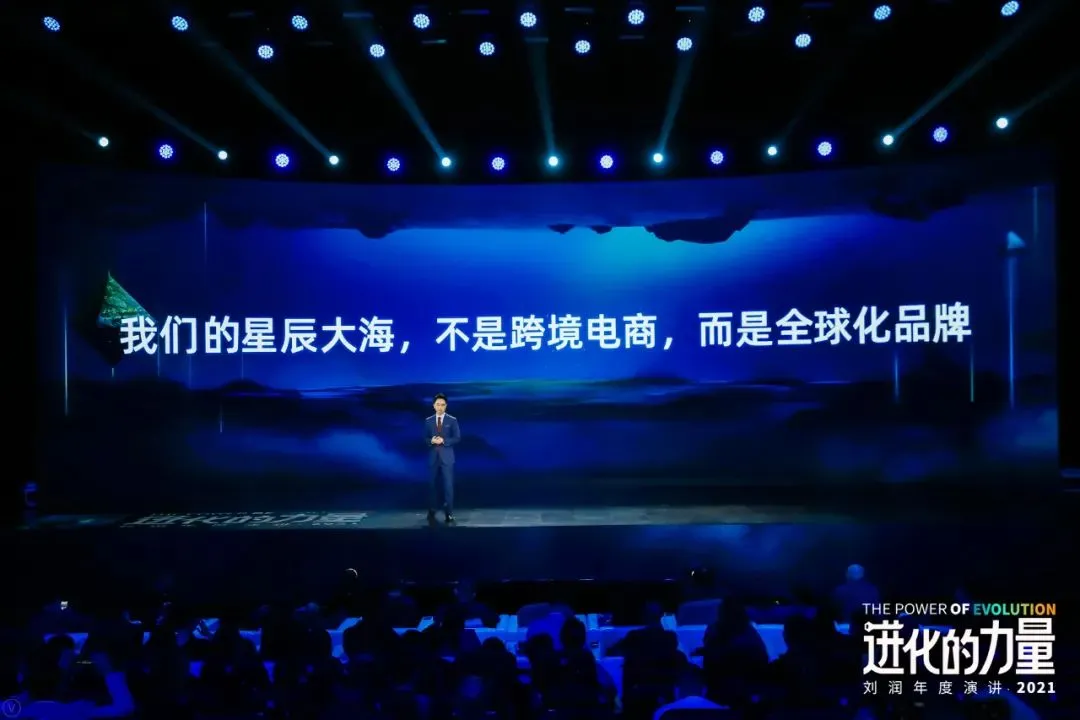 我们的星辰大海，不是跨境电商，而是全球化品牌
进化的力量
THE POWER OF EVOLUTION
进化的力量
刘润年度演讲·2021